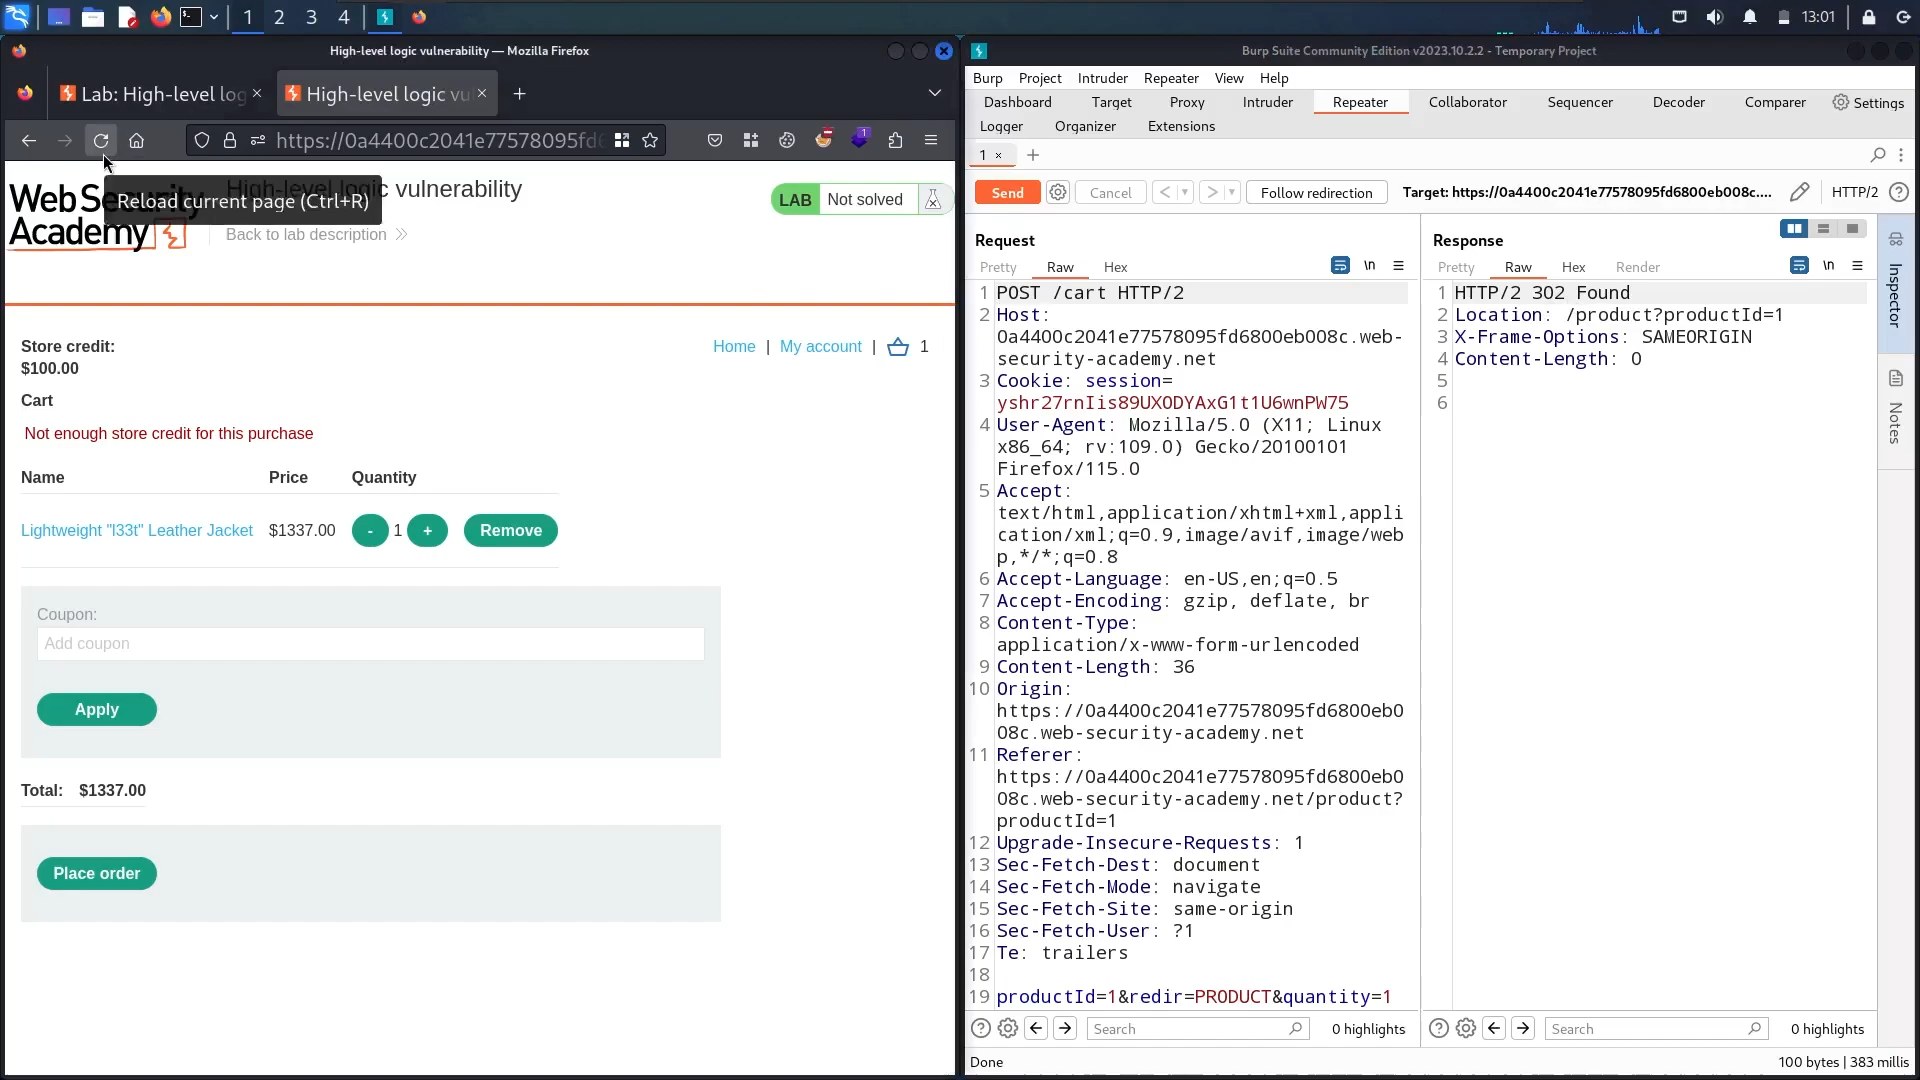 1 2 3 4
13:01
High-level logic vulnerability — Mozilla Firefox
Lab: High-level log
High-level logic vul
https://0a4400c2041e77578095fd6
1
Web Security
Academy
High-level logic vulnerability
Reload current page (Ctrl+R)
Back to lab description
LAB Not solved
Store credit:
$100.00
Home | My account | 1
Cart
Not enough store credit for this purchase
Name Price Quantity
Lightweight "l33t" Leather Jacket $1337.00 - 1 + Remove
Coupon:
Add coupon
Apply
Total: $1337.00
Place order
Burp Suite Community Edition v2023.10.2.2 - Temporary Project
Burp Project Intruder Repeater View Help
Dashboard Target Proxy Intruder Repeater Collaborator Sequencer Decoder Comparer Settings
Logger Organizer Extensions
1 × +
Send Cancel < > Follow redirection Target: https://0a4400c2041e77578095fd6800eb008c.... HTTP/2
Request
Pretty Raw Hex \n
1 POST /cart HTTP/2
2 Host:
0a4400c2041e77578095fd6800eb008c.web-
security-academy.net
3 Cookie: session=
yshr27rnIis89UXODYAxG1t1U6wnPW75
4 User-Agent: Mozilla/5.0 (X11; Linux
x86_64; rv:109.0) Gecko/20100101
Firefox/115.0
5 Accept:
text/html,application/xhtml+xml,appli
cation/xml;q=0.9,image/avif,image/web
p,*/*;q=0.8
6 Accept-Language: en-US,en;q=0.5
7 Accept-Encoding: gzip, deflate, br
8 Content-Type:
application/x-www-form-urlencoded
9 Content-Length: 36
10 Origin:
https://0a4400c2041e77578095fd6800eb0
08c.web-security-academy.net
11 Referer:
https://0a4400c2041e77578095fd6800eb0
08c.web-security-academy.net/product?
productId=1
12 Upgrade-Insecure-Requests: 1
13 Sec-Fetch-Dest: document
14 Sec-Fetch-Mode: navigate
15 Sec-Fetch-Site: same-origin
16 Sec-Fetch-User: ?1
17 Te: trailers
18
19 productId=1&redir=PRODUCT&quantity=1
Search 0 highlights
Response
Pretty Raw Hex Render \n
1 HTTP/2 302 Found
2 Location: /product?productId=1
3 X-Frame-Options: SAMEORIGIN
4 Content-Length: 0
5
6
Search 0 highlights
Inspector
Notes
Done
100 bytes | 383 millis